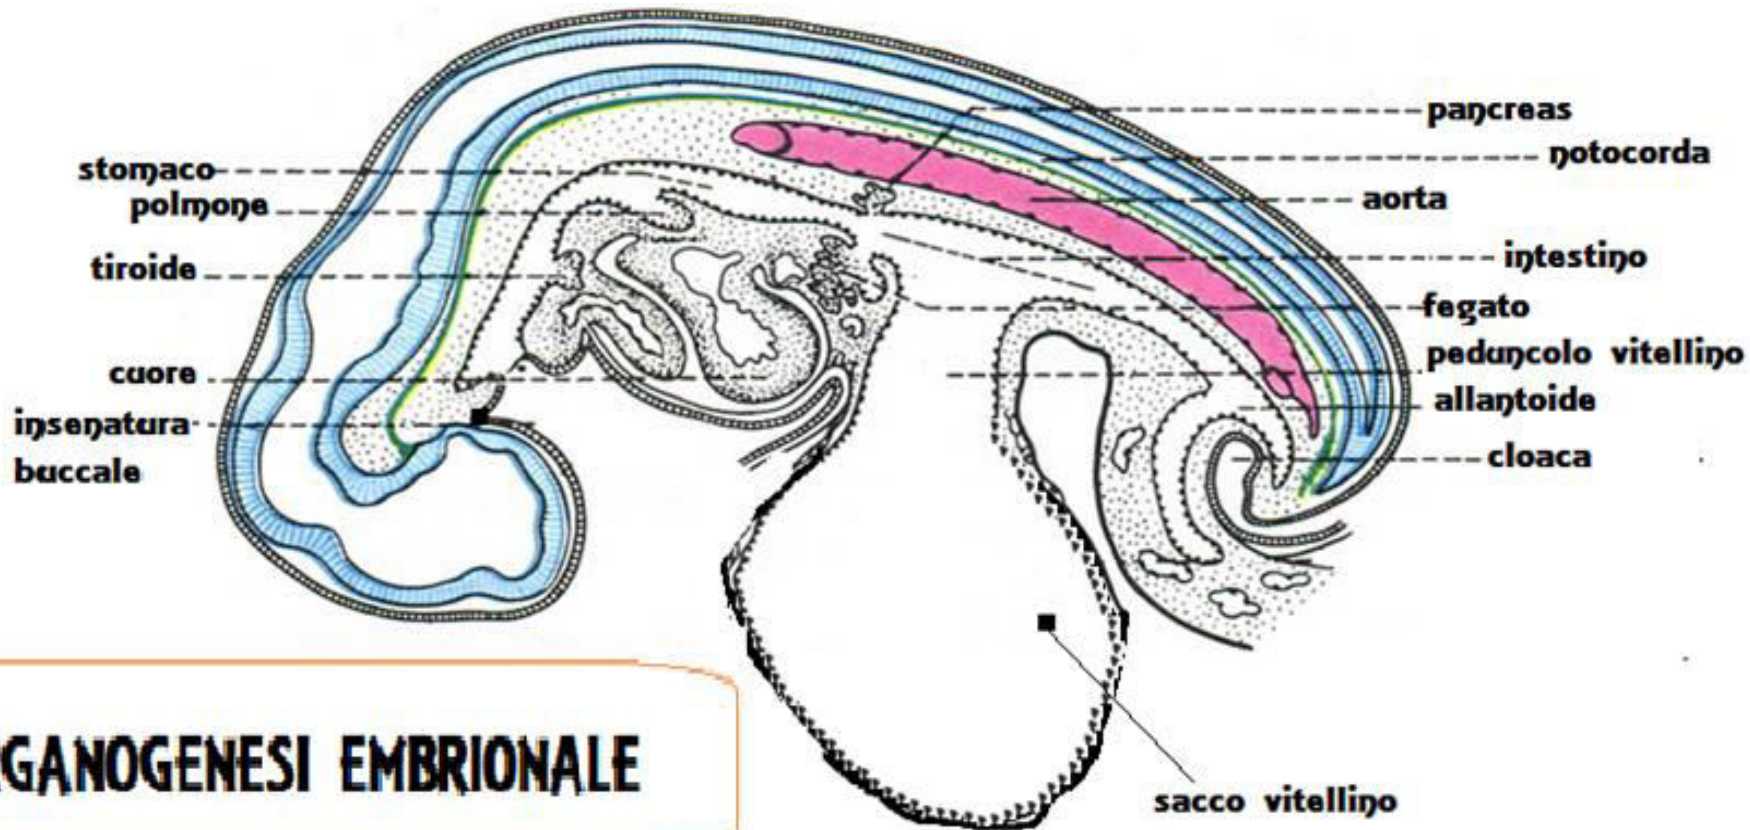 stomaco
polmone
tiroide
cuore
insenatura
buccale
pancreas
notocorda
aorta
intestino
fegato
peduncolo vitellino
allantoide
cloaca
sacco vitellino
GANOGENESI EMBRIONALE